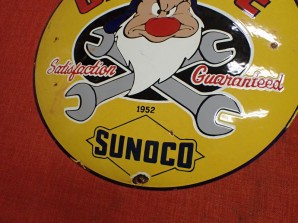 Satisfaction Guaranteed
1952
SUNOCO